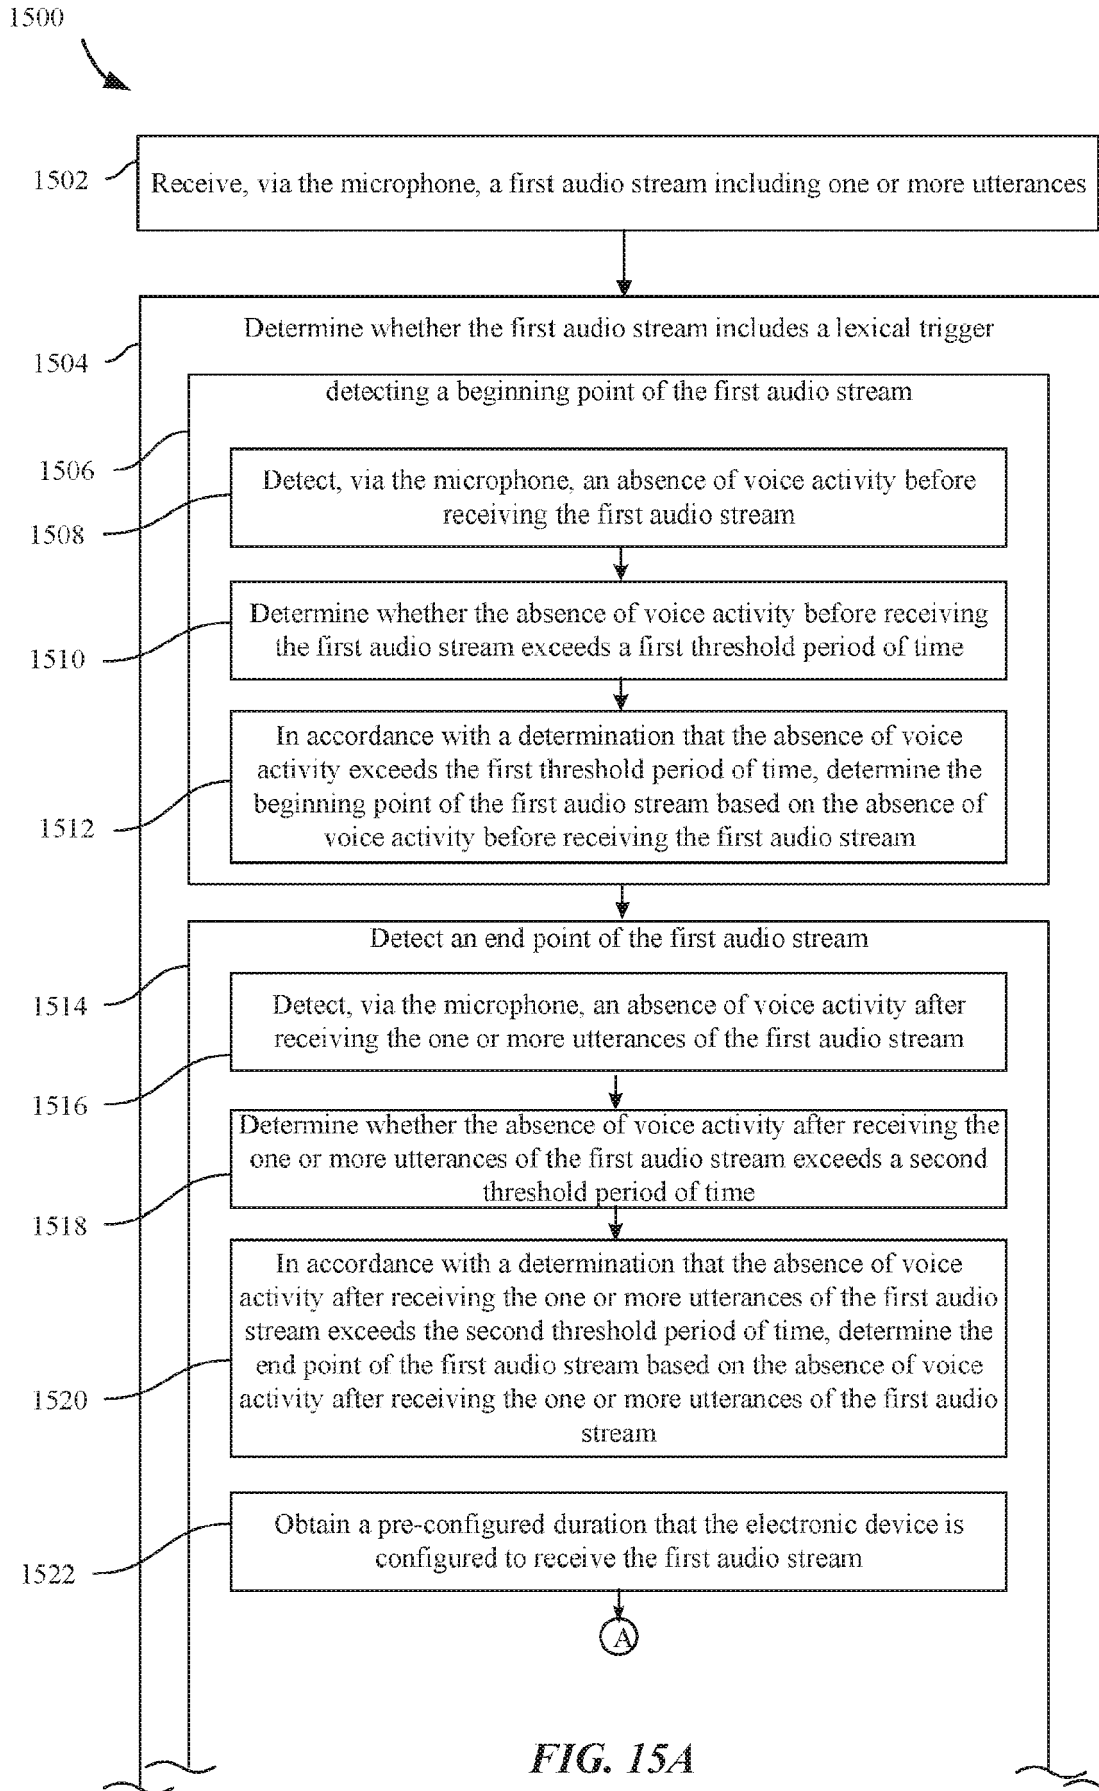 1500
1502
Receive, via the microphone, a first audio stream including one or more utterances
1504
Determine whether the first audio stream includes a lexical trigger
1506
detecting a beginning point of the first audio stream
1508
Detect, via the microphone, an absence of voice activity before
receiving the first audio stream
1510
Determine whether the absence of voice activity before receiving
the first audio stream exceeds a first threshold period of time
1512
In accordance with a determination that the absence of voice
activity exceeds the first threshold period of time, determine the
beginning point of the first audio stream based on the absence of
voice activity before receiving the first audio stream
1514
Detect an end point of the first audio stream
1516
Detect, via the microphone, an absence of voice activity after
receiving the one or more utterances of the first audio stream
1518
Determine whether the absence of voice activity after receiving the
one or more utterances of the first audio stream exceeds a second
threshold period of time
1520
In accordance with a determination that the absence of voice
activity after receiving the one or more utterances of the first audio
stream exceeds the second threshold period of time, determine the
end point of the first audio stream based on the absence of voice
activity after receiving the one or more utterances of the first audio
stream
1522
Obtain a pre-configured duration that the electronic device is
configured to receive the first audio stream
A
FIG. 15A